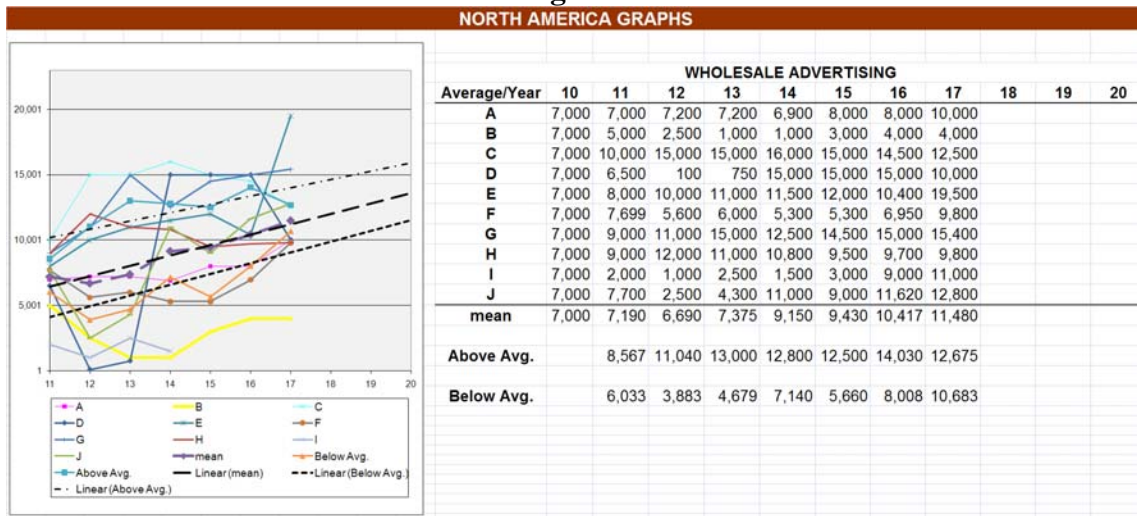 NORTH AMERICA GRAPHS
20,001
15,001
10,001
5,001
1
11 12 13 14 15 16 17 18 19 20
A B C
D E F
G H I
J mean Below Avg.
Above Avg. Linear (mean) Linear (Below Avg.)
Linear (Above Avg.)
WHOLESALE ADVERTISING
Average/Year 10 11 12 13 14 15 16 17 18 19 20
A 7,000 7,000 7,200 7,200 6,900 8,000 8,000 10,000
B 7,000 5,000 2,500 1,000 1,000 3,000 4,000 4,000
C 7,000 10,000 15,000 15,000 16,000 15,000 14,500 12,500
D 7,000 6,500 100 750 15,000 15,000 15,000 10,000
E 7,000 8,000 10,000 11,000 11,500 12,000 10,400 19,500
F 7,000 7,699 5,600 6,000 5,300 5,300 6,950 9,800
G 7,000 9,000 11,000 15,000 12,500 14,500 15,000 15,400
H 7,000 9,000 12,000 11,000 10,800 9,500 9,700 9,800
I 7,000 2,000 1,000 2,500 1,500 3,000 9,000 11,000
J 7,000 7,700 2,500 4,300 11,000 9,000 11,620 12,800
mean 7,000 7,190 6,690 7,375 9,150 9,430 10,417 11,480
Above Avg. 8,567 11,040 13,000 12,800 12,500 14,030 12,675
Below Avg. 6,033 3,883 4,679 7,140 5,660 8,008 10,683